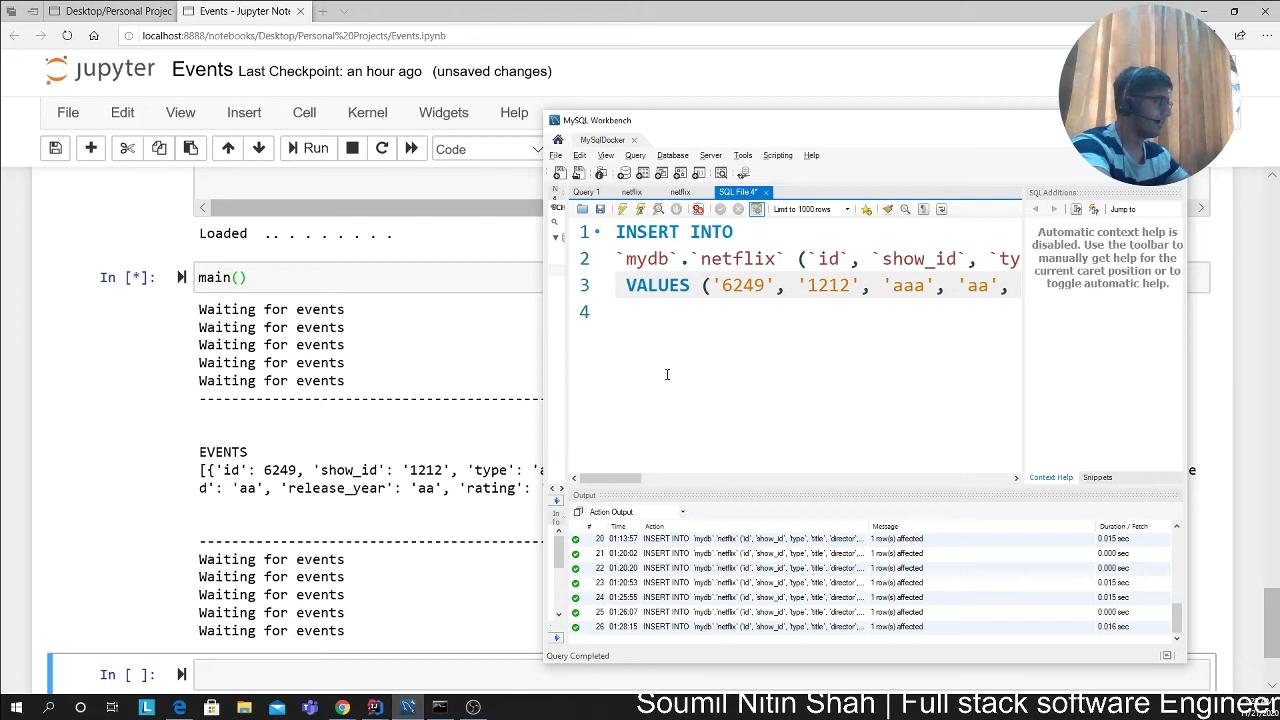 Desktop/Personal Projec
Events - Jupyter Note
localhost:8888/notebooks/Desktop/Personal%20Projects/Events.ipynb
jupyter Events Last Checkpoint: an hour ago (unsaved changes)
File Edit View Insert Cell Kernel Widgets Help
Run
Code
Loaded .. . . . . . . .
In [*]: main()
Waiting for events
Waiting for events
Waiting for events
Waiting for events
Waiting for events
EVENTS
[{'id': 6249, 'show_id': '1212', 'type': 'a
d': 'aa', 'release_year': 'aa', 'rating':
Waiting for events
Waiting for events
Waiting for events
Waiting for events
Waiting for events
In [ ]:
MySQL Workbench
MySqlDocker
File Edit View Query Database Server Tools Scripting Help
Query 1 netflix netflix SQL File 4*
Limit to 1000 rows
1 INSERT INTO
2 `mydb`.`netflix` (`id`, `show_id`, `ty
3 VALUES ('6249', '1212', 'aaa', 'aa',
4
SQLAdditions:
Jump to
Automatic context help is
disabled. Use the toolbar to
manually get help for the
current caret position or to
toggle automatic help.
Context Help Snippets
Output
Action Output
# Time Action Message Duration / Fetch
20 01:13:57 INSERT INTO `mydb`.`netflix` (`id`, `show_id`, `type`, `title`, `director`,... 1 row(s) affected 0.015 sec
21 01:20:02 INSERT INTO `mydb`.`netflix` (`id`, `show_id`, `type`, `title`, `director`,... 1 row(s) affected 0.000 sec
22 01:20:20 INSERT INTO `mydb`.`netflix` (`id`, `show_id`, `type`, `title`, `director`,... 1 row(s) affected 0.000 sec
23 01:20:53 INSERT INTO `mydb`.`netflix` (`id`, `show_id`, `type`, `title`, `director`,... 1 row(s) affected 0.015 sec
24 01:25:55 INSERT INTO `mydb`.`netflix` (`id`, `show_id`, `type`, `title`, `director`,... 1 row(s) affected 0.015 sec
25 01:26:07 INSERT INTO `mydb`.`netflix` (`id`, `show_id`, `type`, `title`, `director`,... 1 row(s) affected 0.000 sec
26 01:28:15 INSERT INTO `mydb`.`netflix` (`id`, `show_id`, `type`, `title`, `director`,... 1 row(s) affected 0.016 sec
Query Completed
Soumil Nitin Shah | Full stack software Engineer